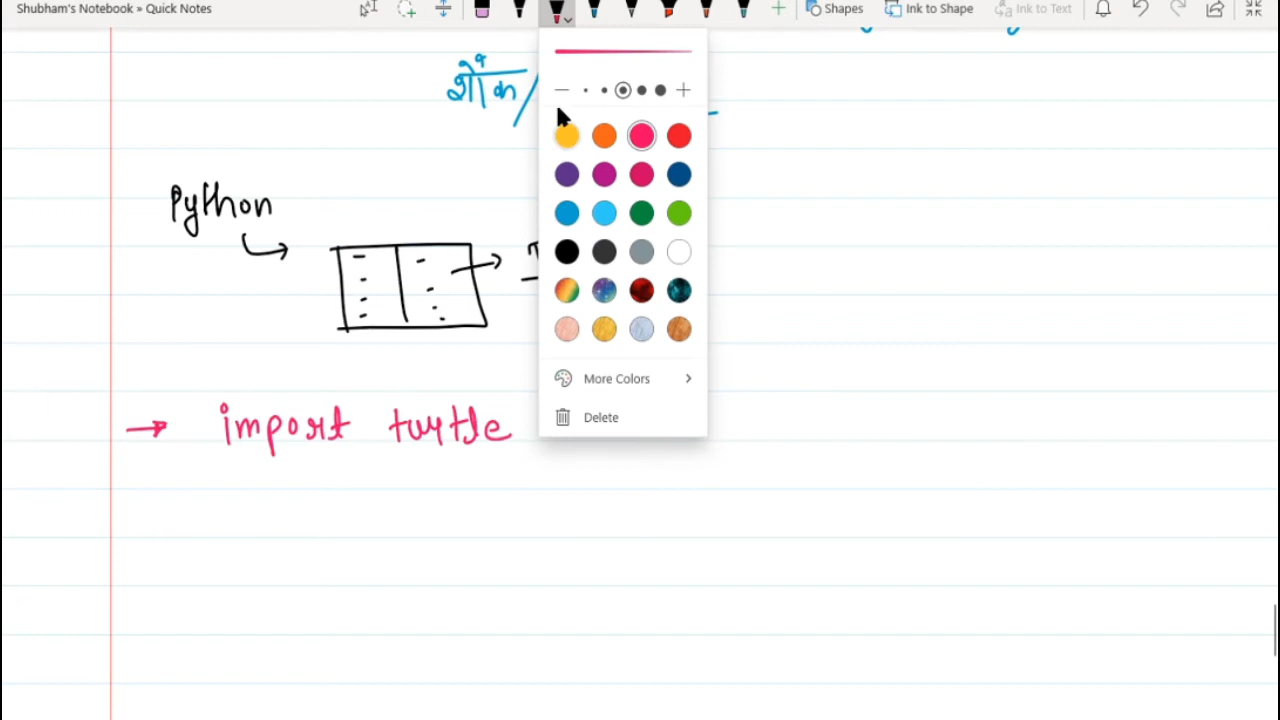 Shubham's Notebook » Quick Notes
Shapes Ink to Shape Ink to Text
Python
More Colors
import turtle
Delete